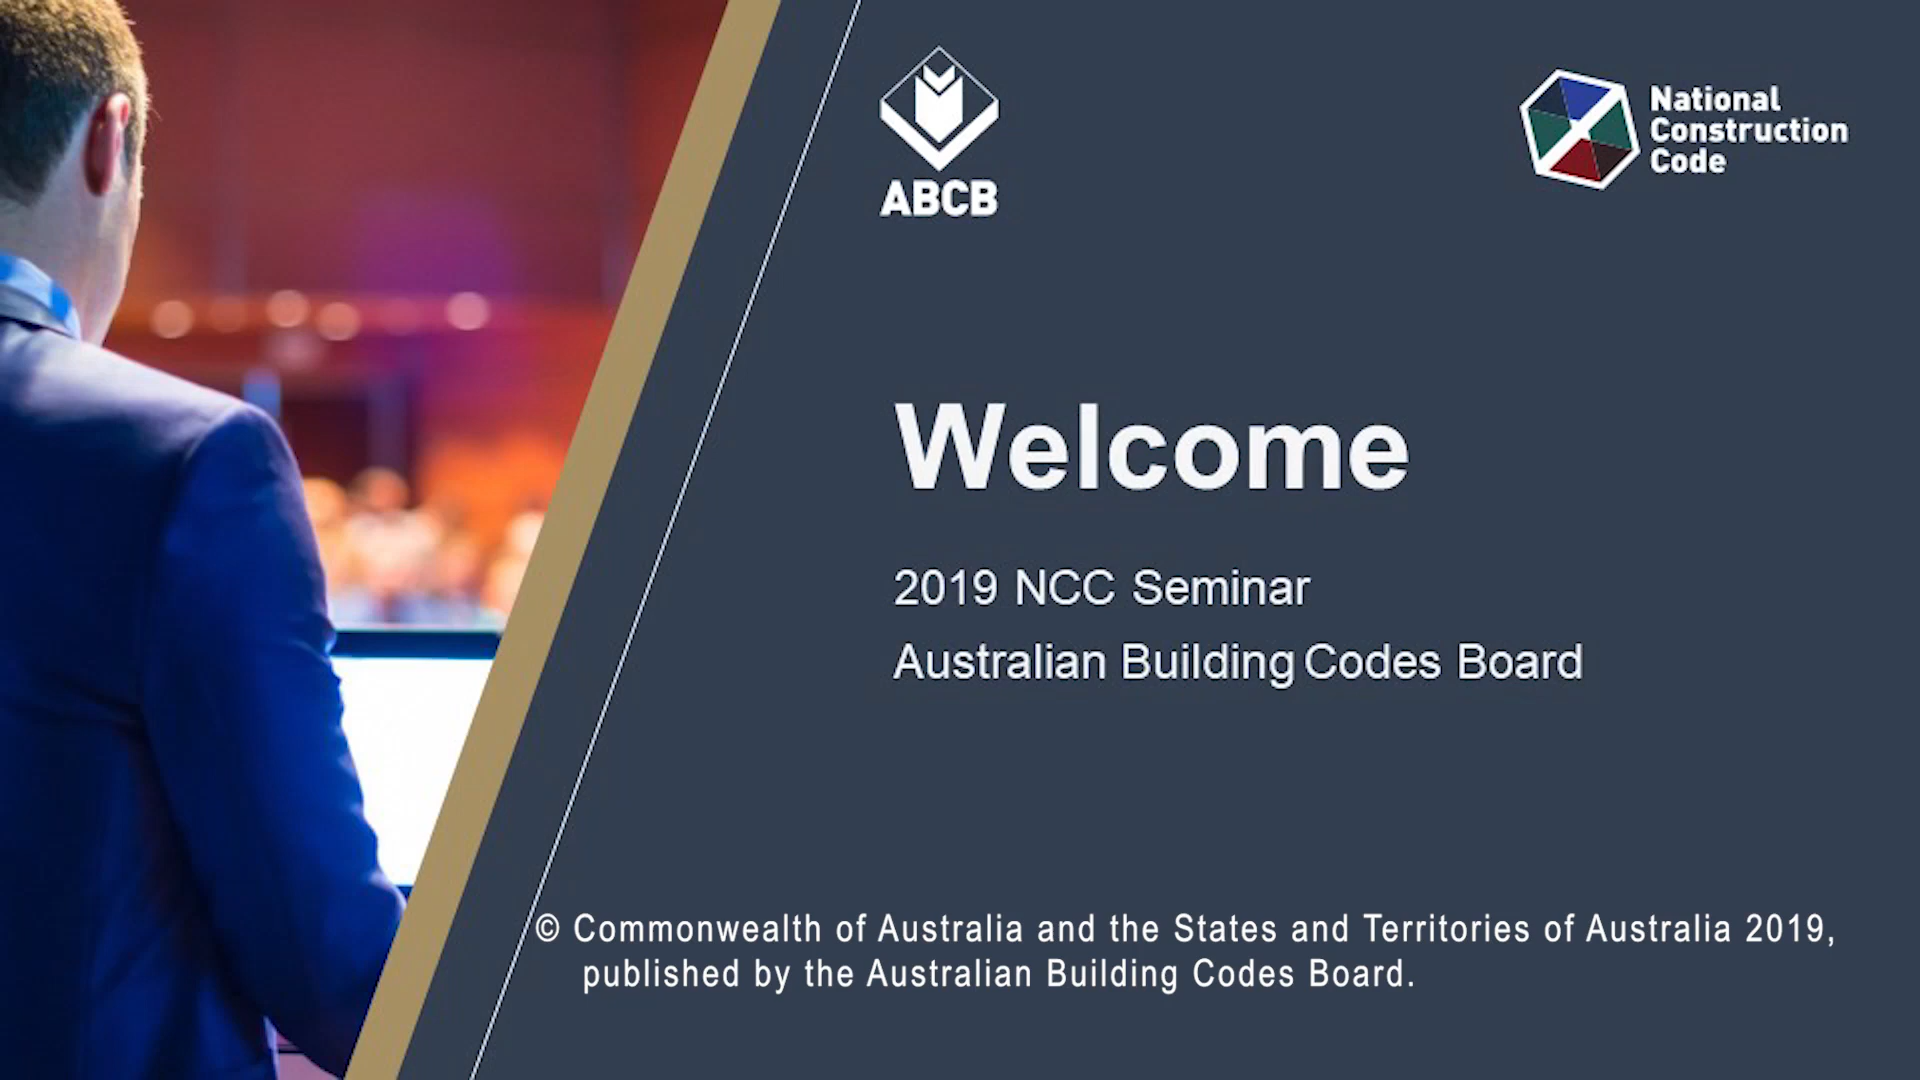 ABCB
National
Construction
Code
Welcome
2019 NCC Seminar
Australian Building Codes Board
© Commonwealth of Australia and the States and Territories of Australia 2019,
published by the Australian Building Codes Board.